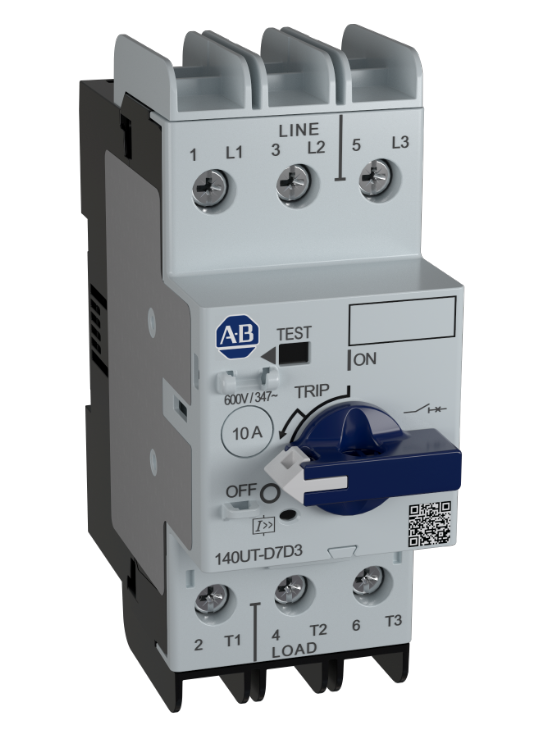 LINE
1 L1 3 L2 5 L3
A·B
TEST
ON
600V/347~
TRIP
10 A
OFF
I>>
140UT-D7D3
2 T1 4 T2 6 T3
LOAD